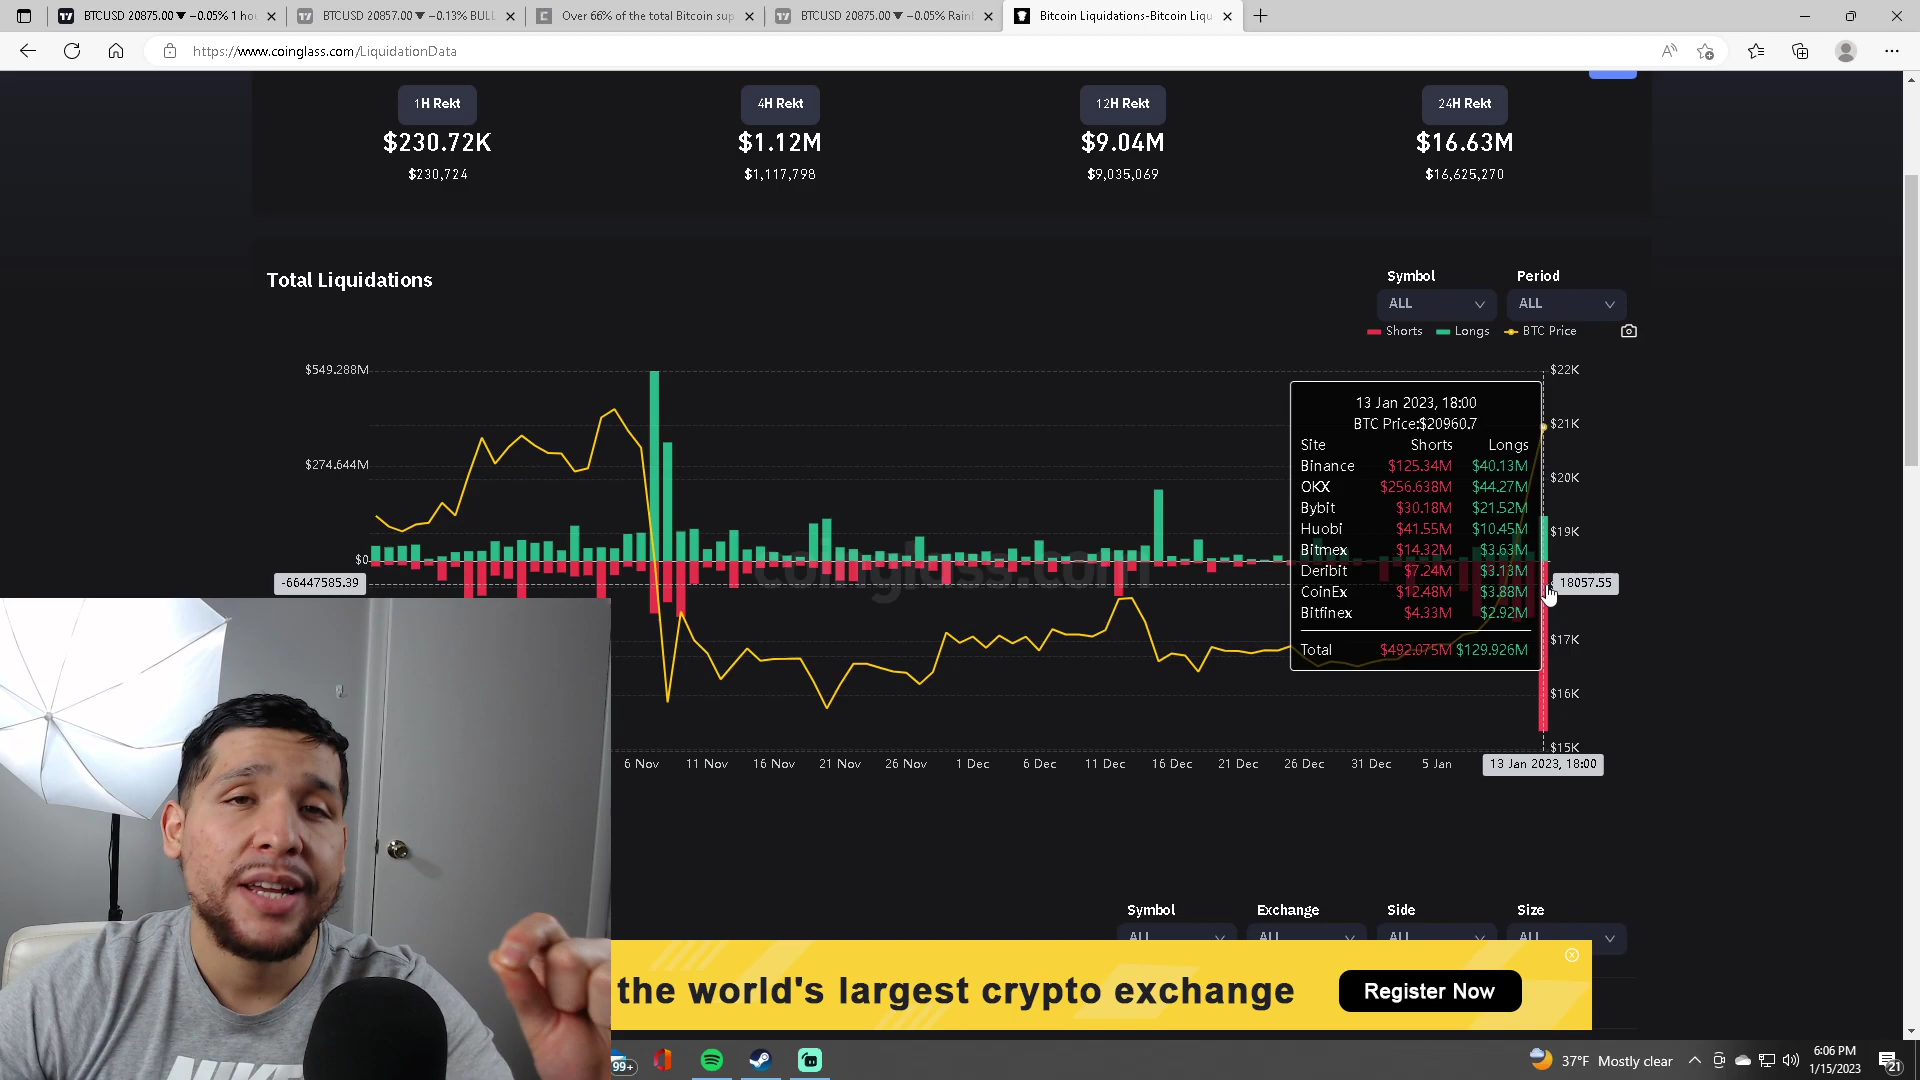 BTCUSD 20875.00 ▼ −0.05% 1 ho
BTCUSD 20857.00 ▼ −0.13% BULL
Over 66% of the total Bitcoin sup
BTCUSD 20875.00 ▼ −0.05% Rain
Bitcoin Liquidations-Bitcoin Liqu
https://www.coinglass.com/LiquidationData
1H Rekt 4H Rekt 12H Rekt 24H Rekt
$230.72K $1.12M $9.04M $16.63M
$230,724 $1,117,798 $9,035,069 $16,625,270
Total Liquidations
Symbol Period
ALL ALL
Shorts Longs BTC Price
$549.288M
$274.644M
$0
-66447585.39
$22K
$21K
$20K
$19K
18057.55
$17K
$16K
$15K
13 Jan 2023, 18:00
BTC Price:$20960.7
Site Shorts Longs
Binance $125.34M $40.13M
OKX $256.638M $44.27M
Bybit $30.18M $21.52M
Huobi $41.55M $10.45M
Bitmex $14.32M $3.63M
Deribit $7.24M $3.13M
CoinEx $12.48M $3.88M
Bitfinex $4.33M $2.92M
Total $492.075M $129.926M
coinglass.com
6 Nov 11 Nov 16 Nov 21 Nov 26 Nov 1 Dec 6 Dec 11 Dec 16 Dec 21 Dec 26 Dec 31 Dec 5 Jan 13 Jan 2023, 18:00
Symbol Exchange Side Size
ALL ALL ALL ALL
the world's largest crypto exchange
Register Now
NIKE
99+
37°F Mostly clear
6:06 PM
1/15/2023
21